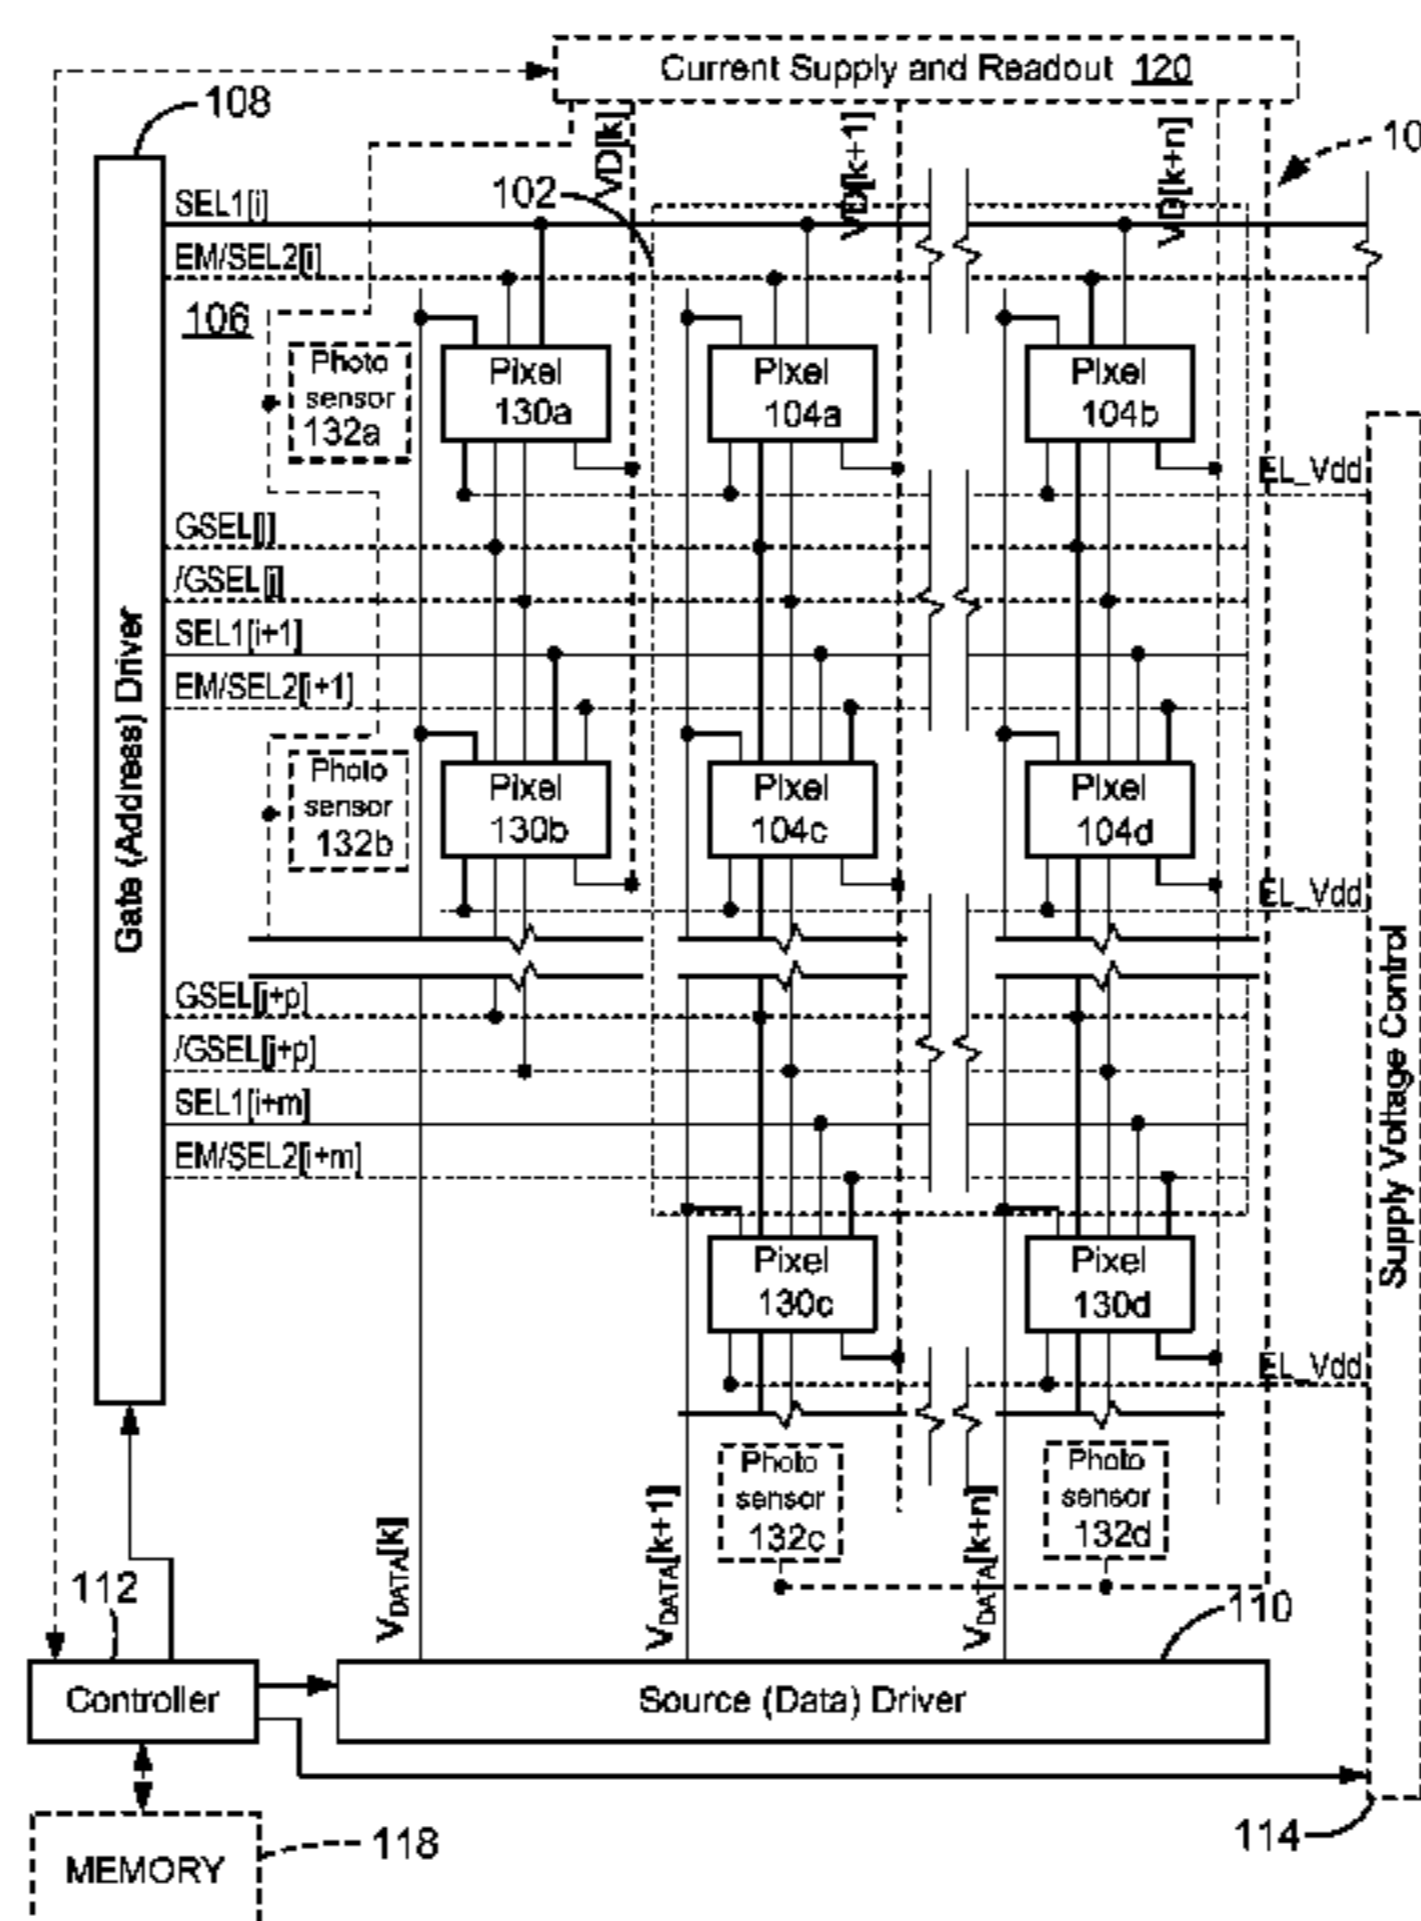 Current Supply and Readout 120
108
VD[k]
VD[k+1]
VD[k+n]
10
102
SEL1[i]
EM/SEL2[i]
106
Photo
sensor
132a
Pixel
130a
Pixel
104a
Pixel
104b
EL_Vdd
GSEL[j]
/GSEL[j]
SEL1[i+1]
EM/SEL2[i+1]
Gate (Address) Driver
Photo
sensor
132b
Pixel
130b
Pixel
104c
Pixel
104d
EL_Vdd
GSEL[j+p]
/GSEL[j+p]
SEL1[i+m]
EM/SEL2[i+m]
Supply Voltage Control
Pixel
130c
Pixel
130d
EL_Vdd
Photo
sensor
132c
Photo
sensor
132d
VDATA[k]
VDATA[k+1]
VDATA[k+n]
112
110
Controller
Source (Data) Driver
114
118
MEMORY